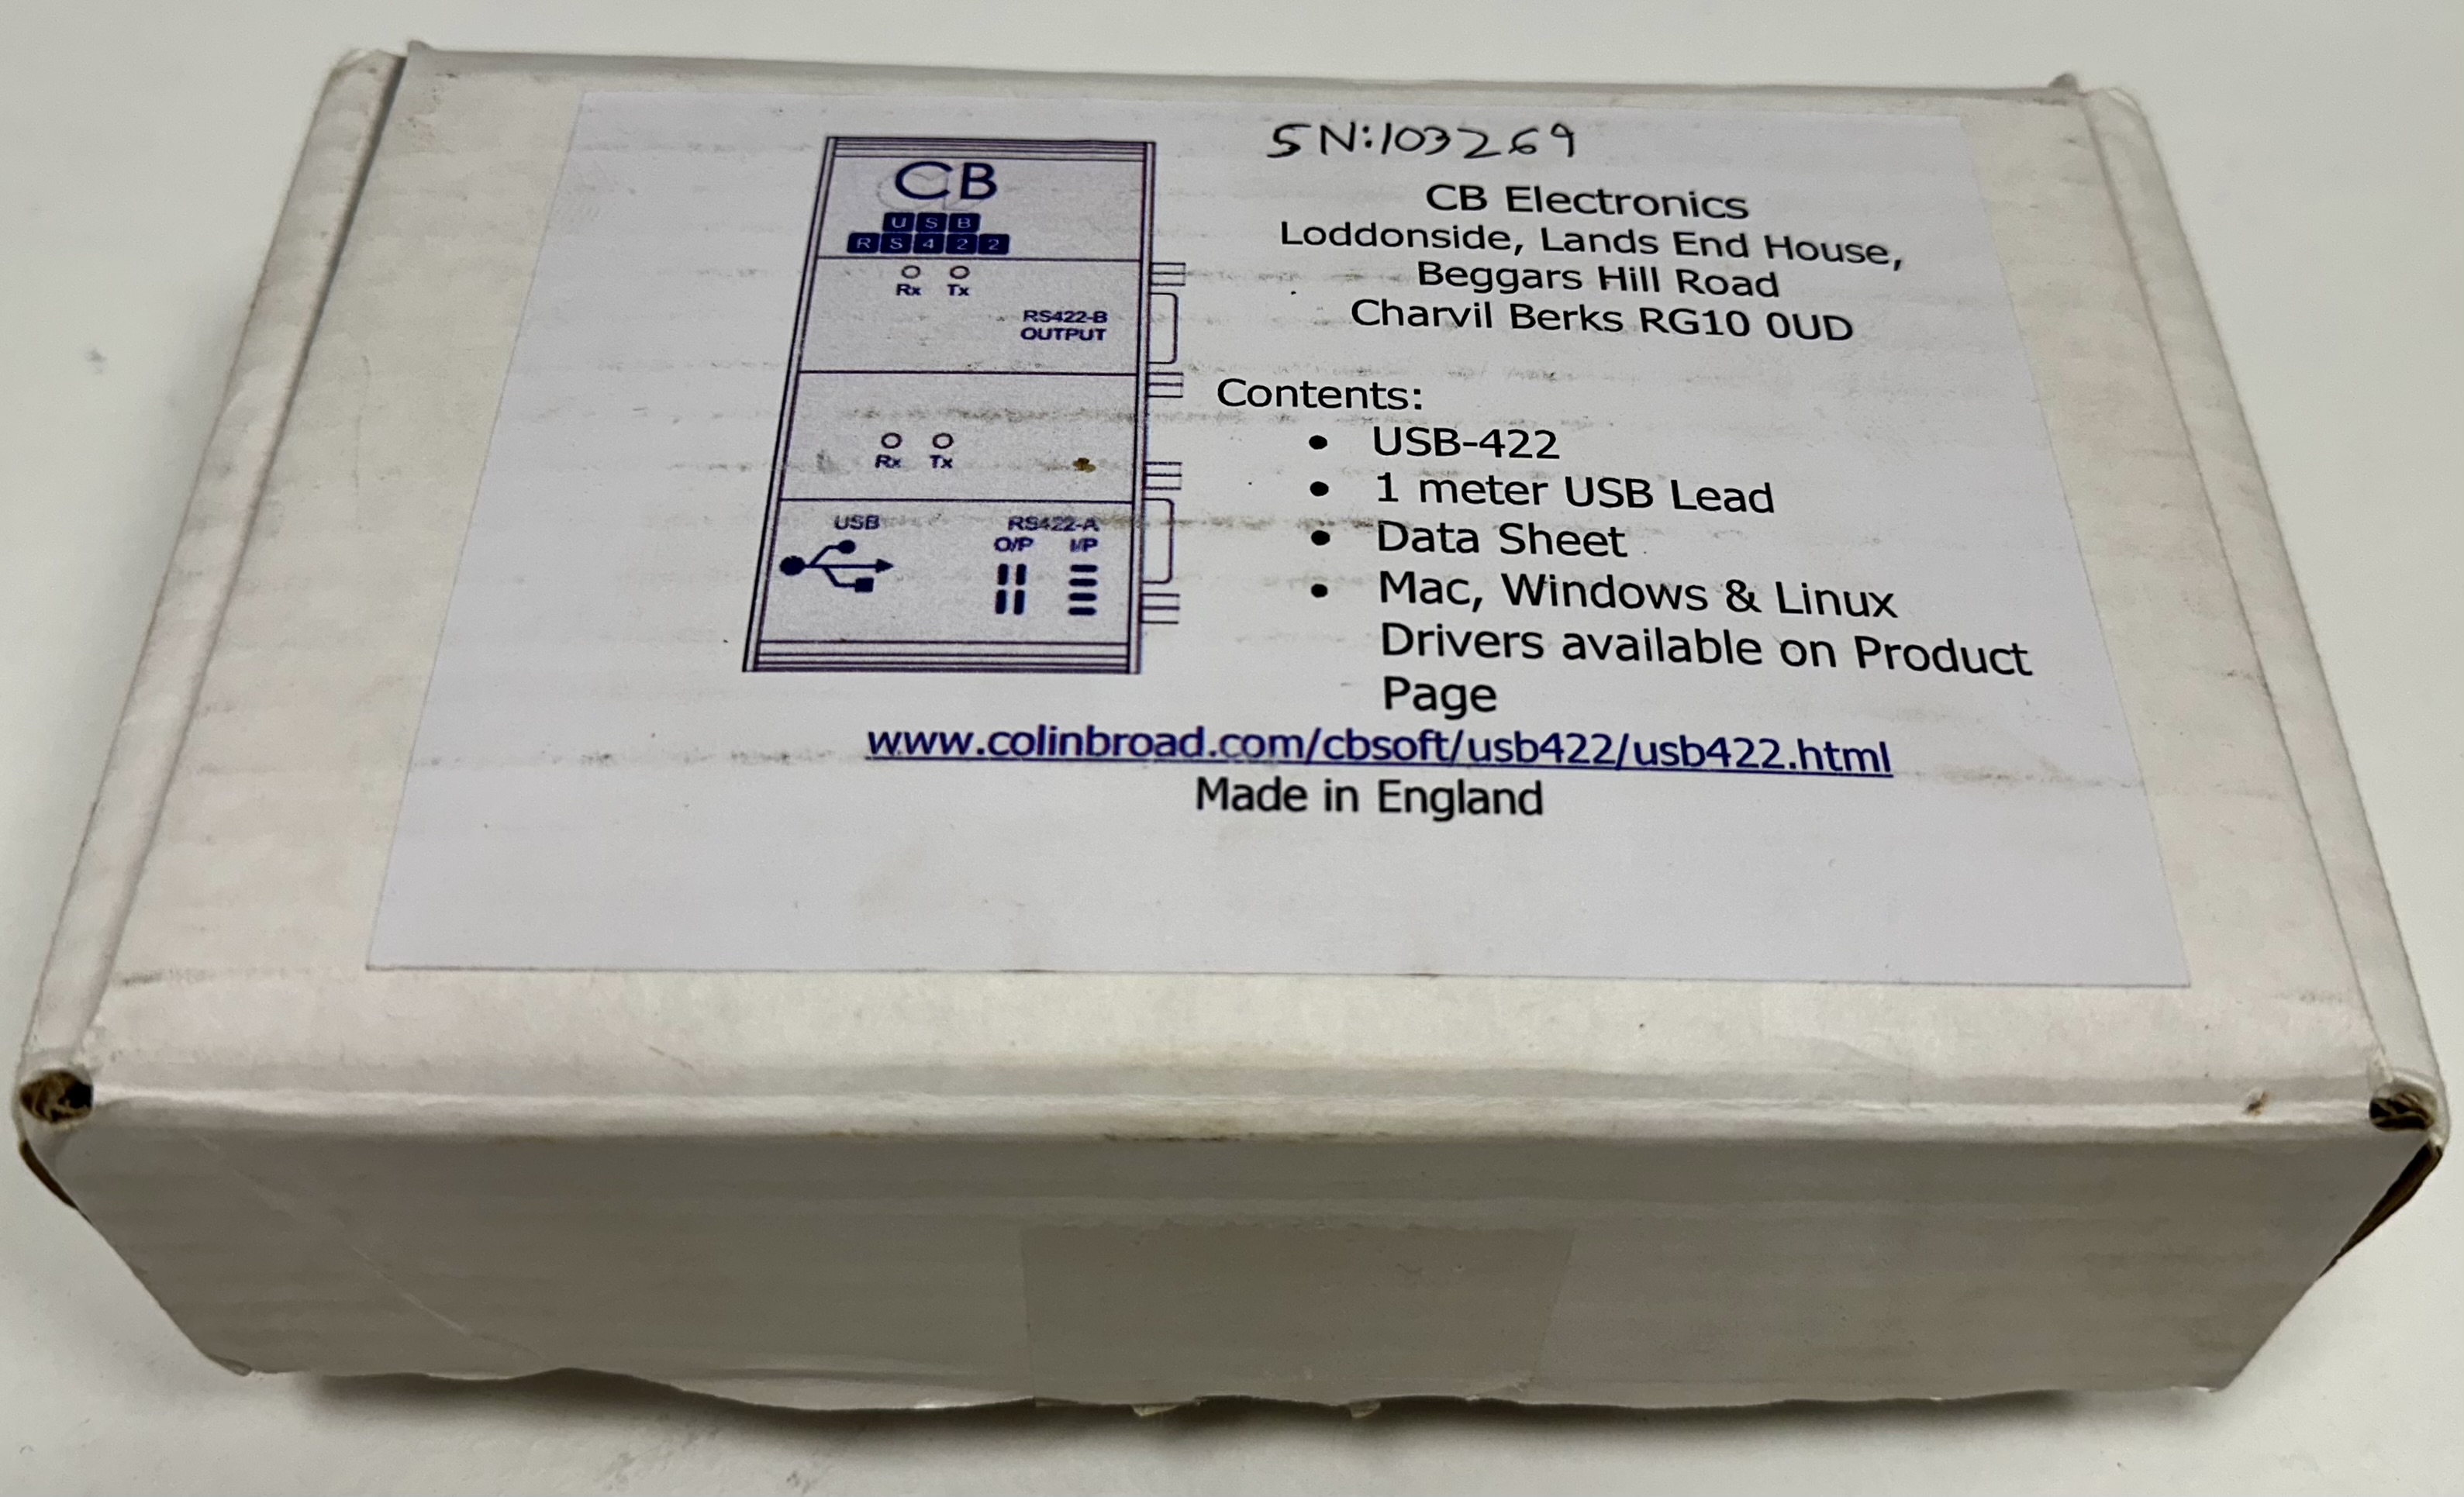 SN:103269
CB
USB
RS422
Rx Tx
RS422-B
OUTPUT
Rx Tx
USB
RS422-A
O/P I/P
CB Electronics
Loddonside, Lands End House,
Beggars Hill Road
Charvil Berks RG10 0UD
Contents:
• USB-422
• 1 meter USB Lead
• Data Sheet
• Mac, Windows & Linux
Drivers available on Product
Page
www.colinbroad.com/cbsoft/usb422/usb422.html
Made in England